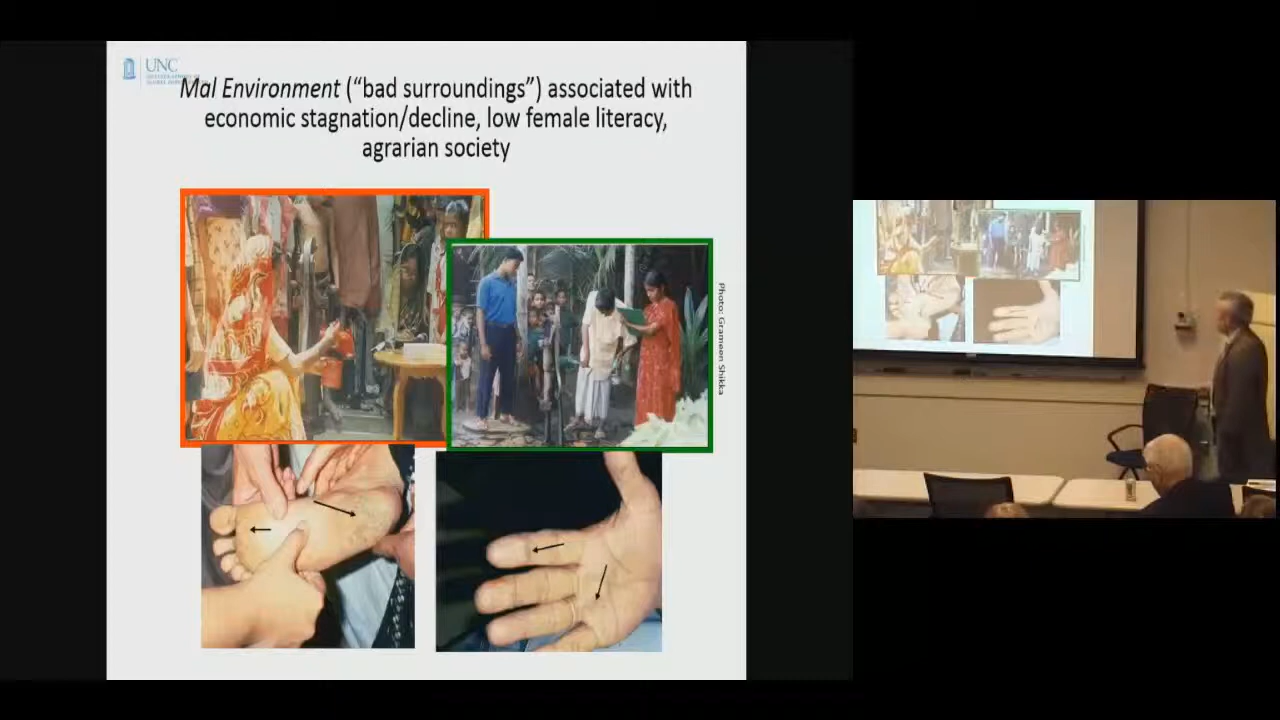 UNC
Mal Environment (“bad surroundings”) associated with
economic stagnation/decline, low female literacy,
agrarian society
Photo: Grameen Shikka